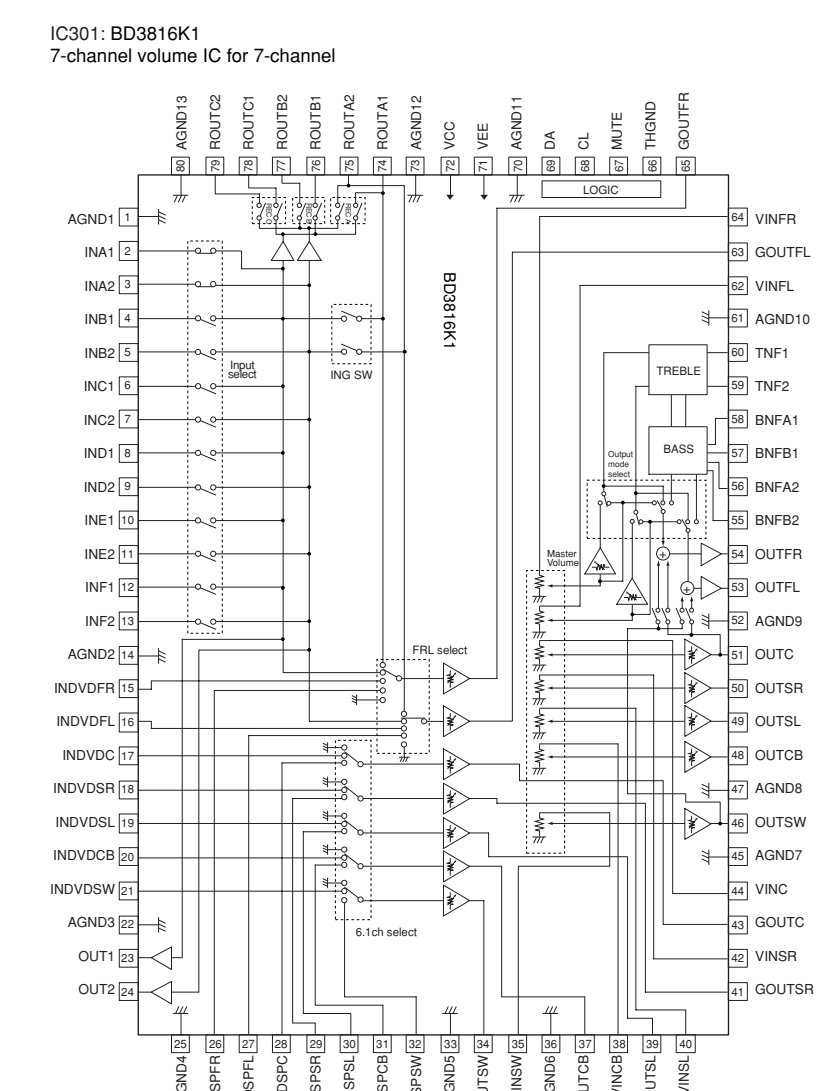 IC301: BD3816K1
7-channel volume IC for 7-channel
AGND13
ROUTC2
ROUTC1
ROUTB2
ROUTB1
ROUTA2
ROUTA1
AGND12
VCC
VEE
AGND11
DA
CL
MUTE
THGND
GOUTFR
80 79 78 77 76 75 74 73 72 71 70 69 68 67 66 65
LOGIC
REC C
REC B
REC A
BD3816K1
AGND1 1
INA1 2
INA2 3
INB1 4
INB2 5
INC1 6
INC2 7
IND1 8
IND2 9
INE1 10
INE2 11
INF1 12
INF2 13
AGND2 14
INDVDFR 15
INDVDFL 16
INDVDC 17
INDVDSR 18
INDVDSL 19
INDVDCB 20
INDVDSW 21
AGND3 22
OUT1 23
OUT2 24
Input
select
ING SW
FRL select
6.1ch select
Master
Volume
Output
mode
select
TREBLE
BASS
64 VINFR
63 GOUTFL
62 VINFL
61 AGND10
60 TNF1
59 TNF2
58 BNFA1
57 BNFB1
56 BNFA2
55 BNFB2
54 OUTFR
53 OUTFL
52 AGND9
51 OUTC
50 OUTSR
49 OUTSL
48 OUTCB
47 AGND8
46 OUTSW
45 AGND7
44 VINC
43 GOUTC
42 VINSR
41 GOUTSR
25 26 27 28 29 30 31 32 33 34 35 36 37 38 39 40
VINSW
VINCB
VINSL